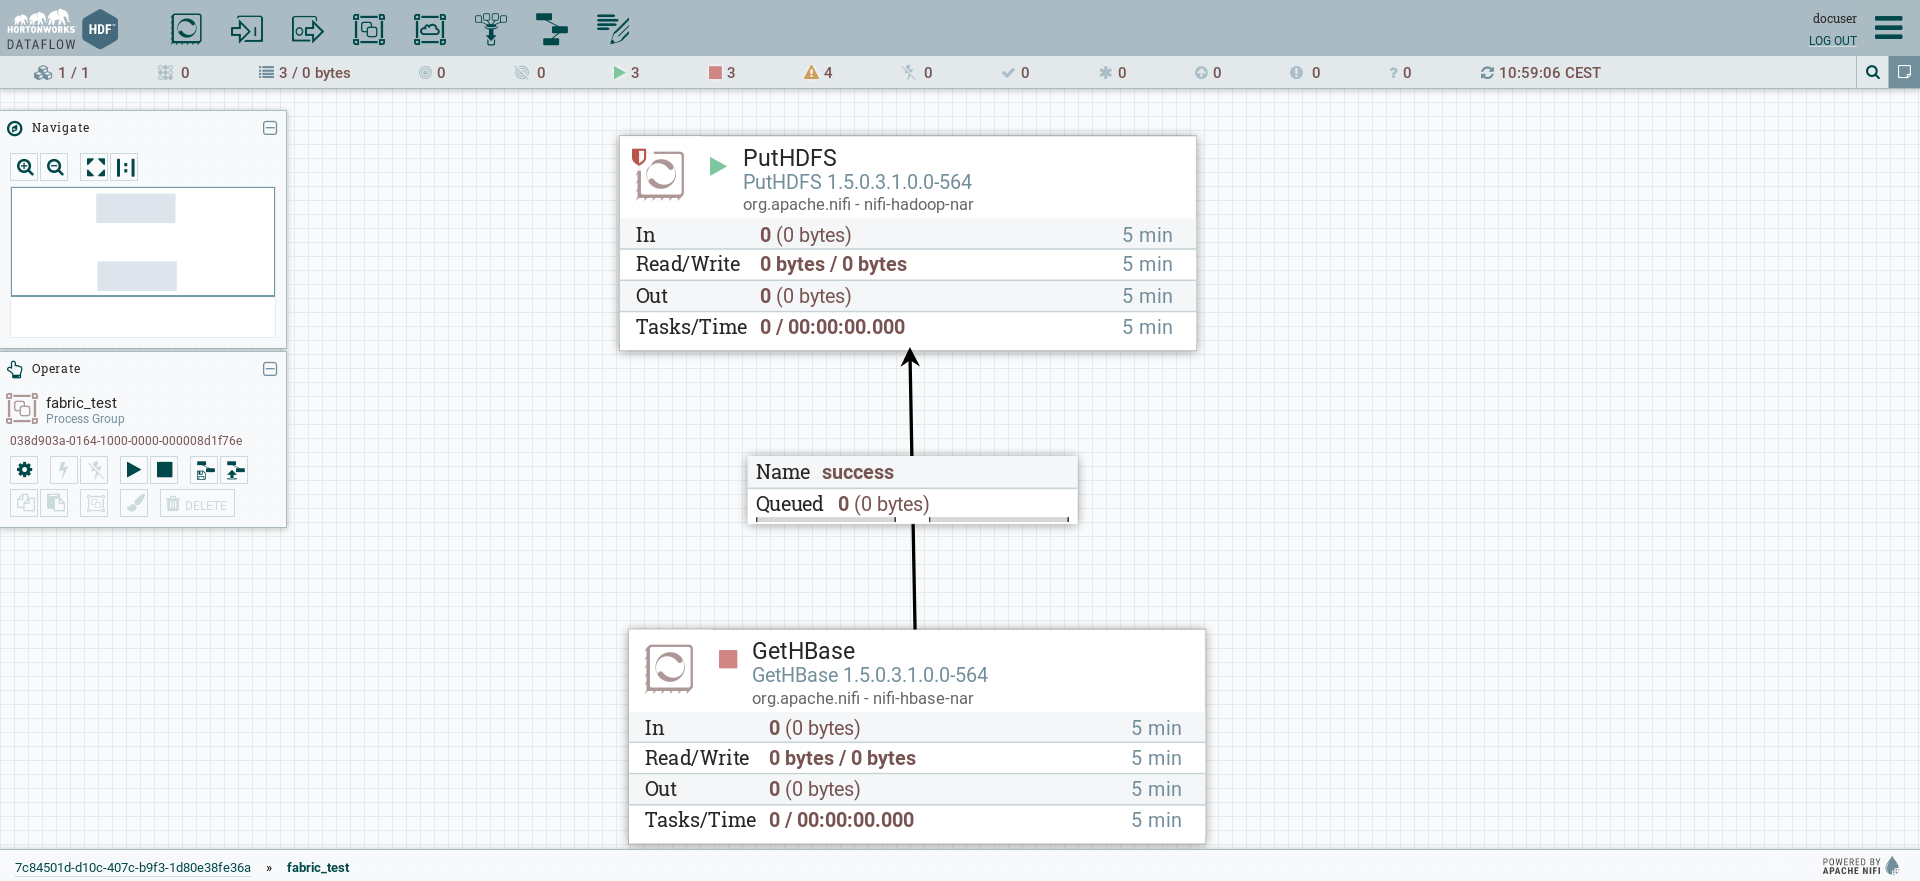 HORTONWORKS
DATAFLOW
HDF
docuser
LOG OUT
1 / 1
0
3 / 0 bytes
0
0
3
3
4
0
0
0
0
0
? 0
10:59:06 CEST
Navigate
Operate
fabric_test
Process Group
038d903a-0164-1000-0000-000008d1f76e
DELETE
PutHDFS
PutHDFS 1.5.0.3.1.0.0-564
org.apache.nifi - nifi-hadoop-nar
In 0 (0 bytes) 5 min
Read/Write 0 bytes / 0 bytes 5 min
Out 0 (0 bytes) 5 min
Tasks/Time 0 / 00:00:00.000 5 min
Name success
Queued 0 (0 bytes)
GetHBase
GetHBase 1.5.0.3.1.0.0-564
org.apache.nifi - nifi-hbase-nar
In 0 (0 bytes) 5 min
Read/Write 0 bytes / 0 bytes 5 min
Out 0 (0 bytes) 5 min
Tasks/Time 0 / 00:00:00.000 5 min
7c84501d-d10c-407c-b9f3-1d80e38fe36a » fabric_test
POWERED BY
APACHE NIFI